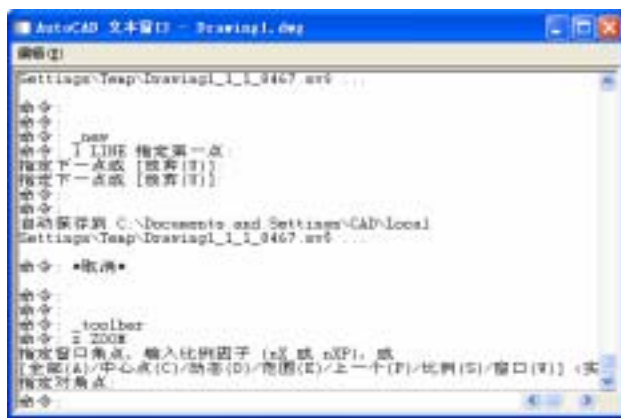 AutoCAD 文本窗口 - Drawing1.dwg
编辑(E)
Settings\Temp\Drawing1_1_1_8467.sv$ ...
命令:
命令:
命令: _new
命令: _l LINE 指定第一点:
指定下一点或 [放弃(U)]:
指定下一点或 [放弃(U)]:
命令:
命令:
自动保存到 C:\Documents and Settings\CAD\Local
Settings\Temp\Drawing1_1_1_8467.sv$ ...
命令: *取消*
命令:
命令:
命令: _toolbar
命令: z ZOOM
指定窗口角点，输入比例因子 (nX 或 nXP)，或
[全部(A)/中心点(C)/动态(D)/范围(E)/上一个(P)/比例(S)/窗口(W)] <实
指定对角点:
命令: